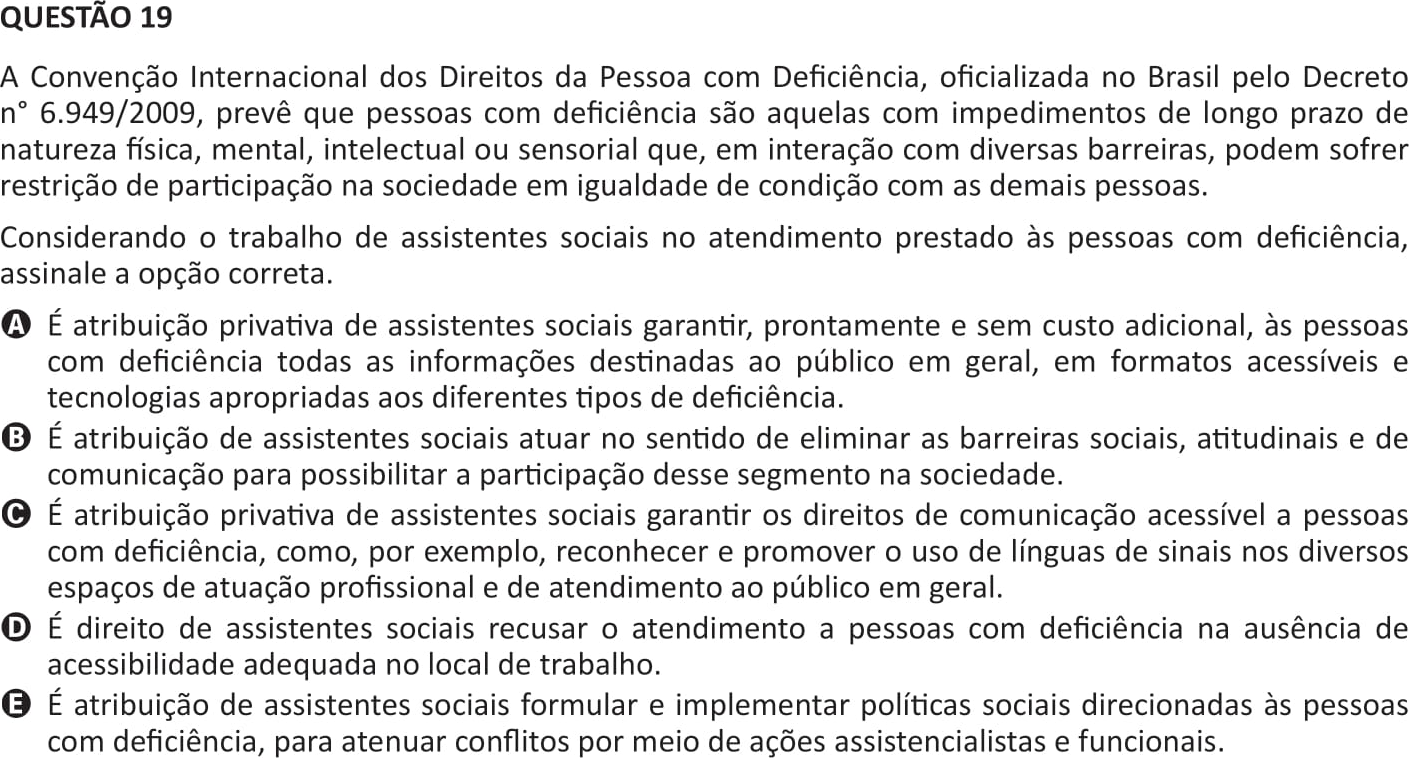 QUESTÃO 19
A Convenção Internacional dos Direitos da Pessoa com Deficiência, oficializada no Brasil pelo Decreto
n° 6.949/2009, prevê que pessoas com deficiência são aquelas com impedimentos de longo prazo de
natureza física, mental, intelectual ou sensorial que, em interação com diversas barreiras, podem sofrer
restrição de participação na sociedade em igualdade de condição com as demais pessoas.
Considerando o trabalho de assistentes sociais no atendimento prestado às pessoas com deficiência,
assinale a opção correta.
A É atribuição privativa de assistentes sociais garantir, prontamente e sem custo adicional, às pessoas
com deficiência todas as informações destinadas ao público em geral, em formatos acessíveis e
tecnologias apropriadas aos diferentes tipos de deficiência.
B É atribuição de assistentes sociais atuar no sentido de eliminar as barreiras sociais, atitudinais e de
comunicação para possibilitar a participação desse segmento na sociedade.
C É atribuição privativa de assistentes sociais garantir os direitos de comunicação acessível a pessoas
com deficiência, como, por exemplo, reconhecer e promover o uso de línguas de sinais nos diversos
espaços de atuação profissional e de atendimento ao público em geral.
D É direito de assistentes sociais recusar o atendimento a pessoas com deficiência na ausência de
acessibilidade adequada no local de trabalho.
E É atribuição de assistentes sociais formular e implementar políticas sociais direcionadas às pessoas
com deficiência, para atenuar conflitos por meio de ações assistencialistas e funcionais.